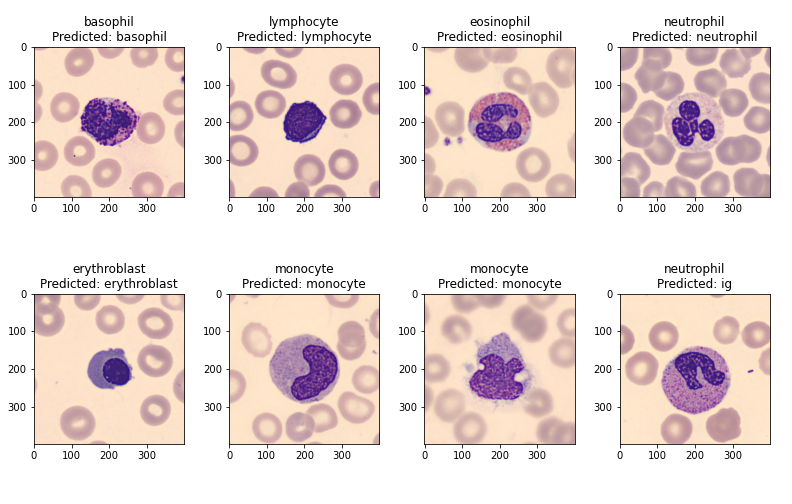 basophil
Predicted: basophil
lymphocyte
Predicted: lymphocyte
eosinophil
Predicted: eosinophil
neutrophil
Predicted: neutrophil
0
100
200
300
0 100 200 300
0
100
200
300
0 100 200 300
0
100
200
300
0 100 200 300
0
100
200
300
0 100 200 300
erythroblast
Predicted: erythroblast
monocyte
Predicted: monocyte
monocyte
Predicted: monocyte
neutrophil
Predicted: ig
0
100
200
300
0 100 200 300
0
100
200
300
0 100 200 300
0
100
200
300
0 100 200 300
0
100
200
300
0 100 200 300